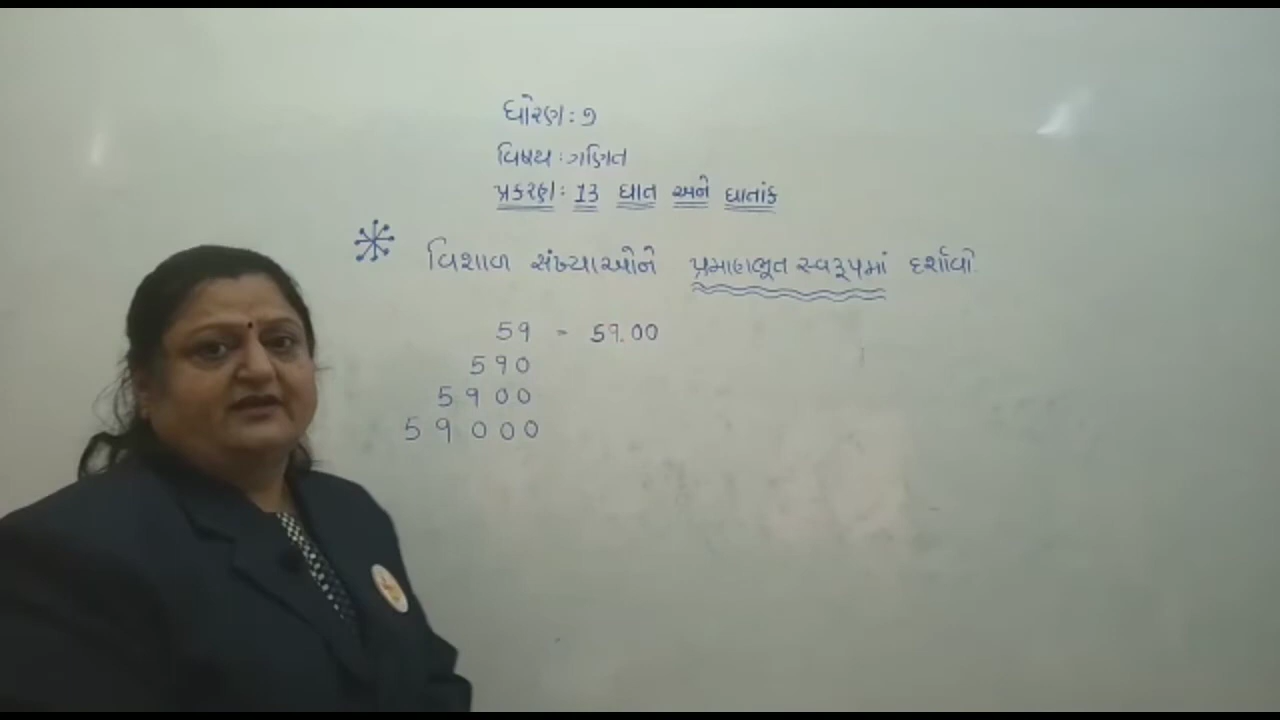 ધોરણ : ૭
વિષય : ગણિત
પ્રકરણ : 13 ઘાત અને ઘાતાંક
વિશાળ સંખ્યાઓને પ્રમાણભૂત સ્વરૂપમાં દર્શાવો.
59 = 59.00
590
5900
59000